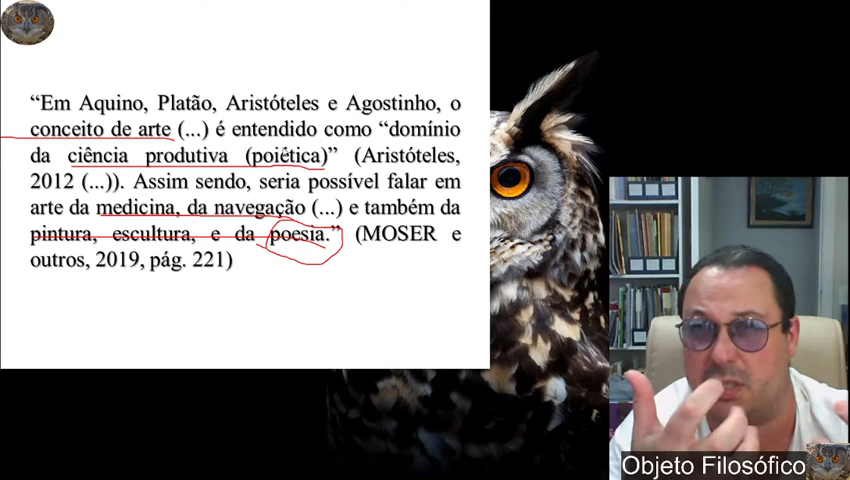 “Em Aquino, Platão, Aristóteles e Agostinho, o
conceito de arte (...) é entendido como “domínio
da ciência produtiva (poiética)” (Aristóteles,
2012 (...)). Assim sendo, seria possível falar em
arte da medicina, da navegação (...) e também da
pintura, escultura, e da poesia.” (MOSER e
outros, 2019, pág. 221)
Objeto Filosófico